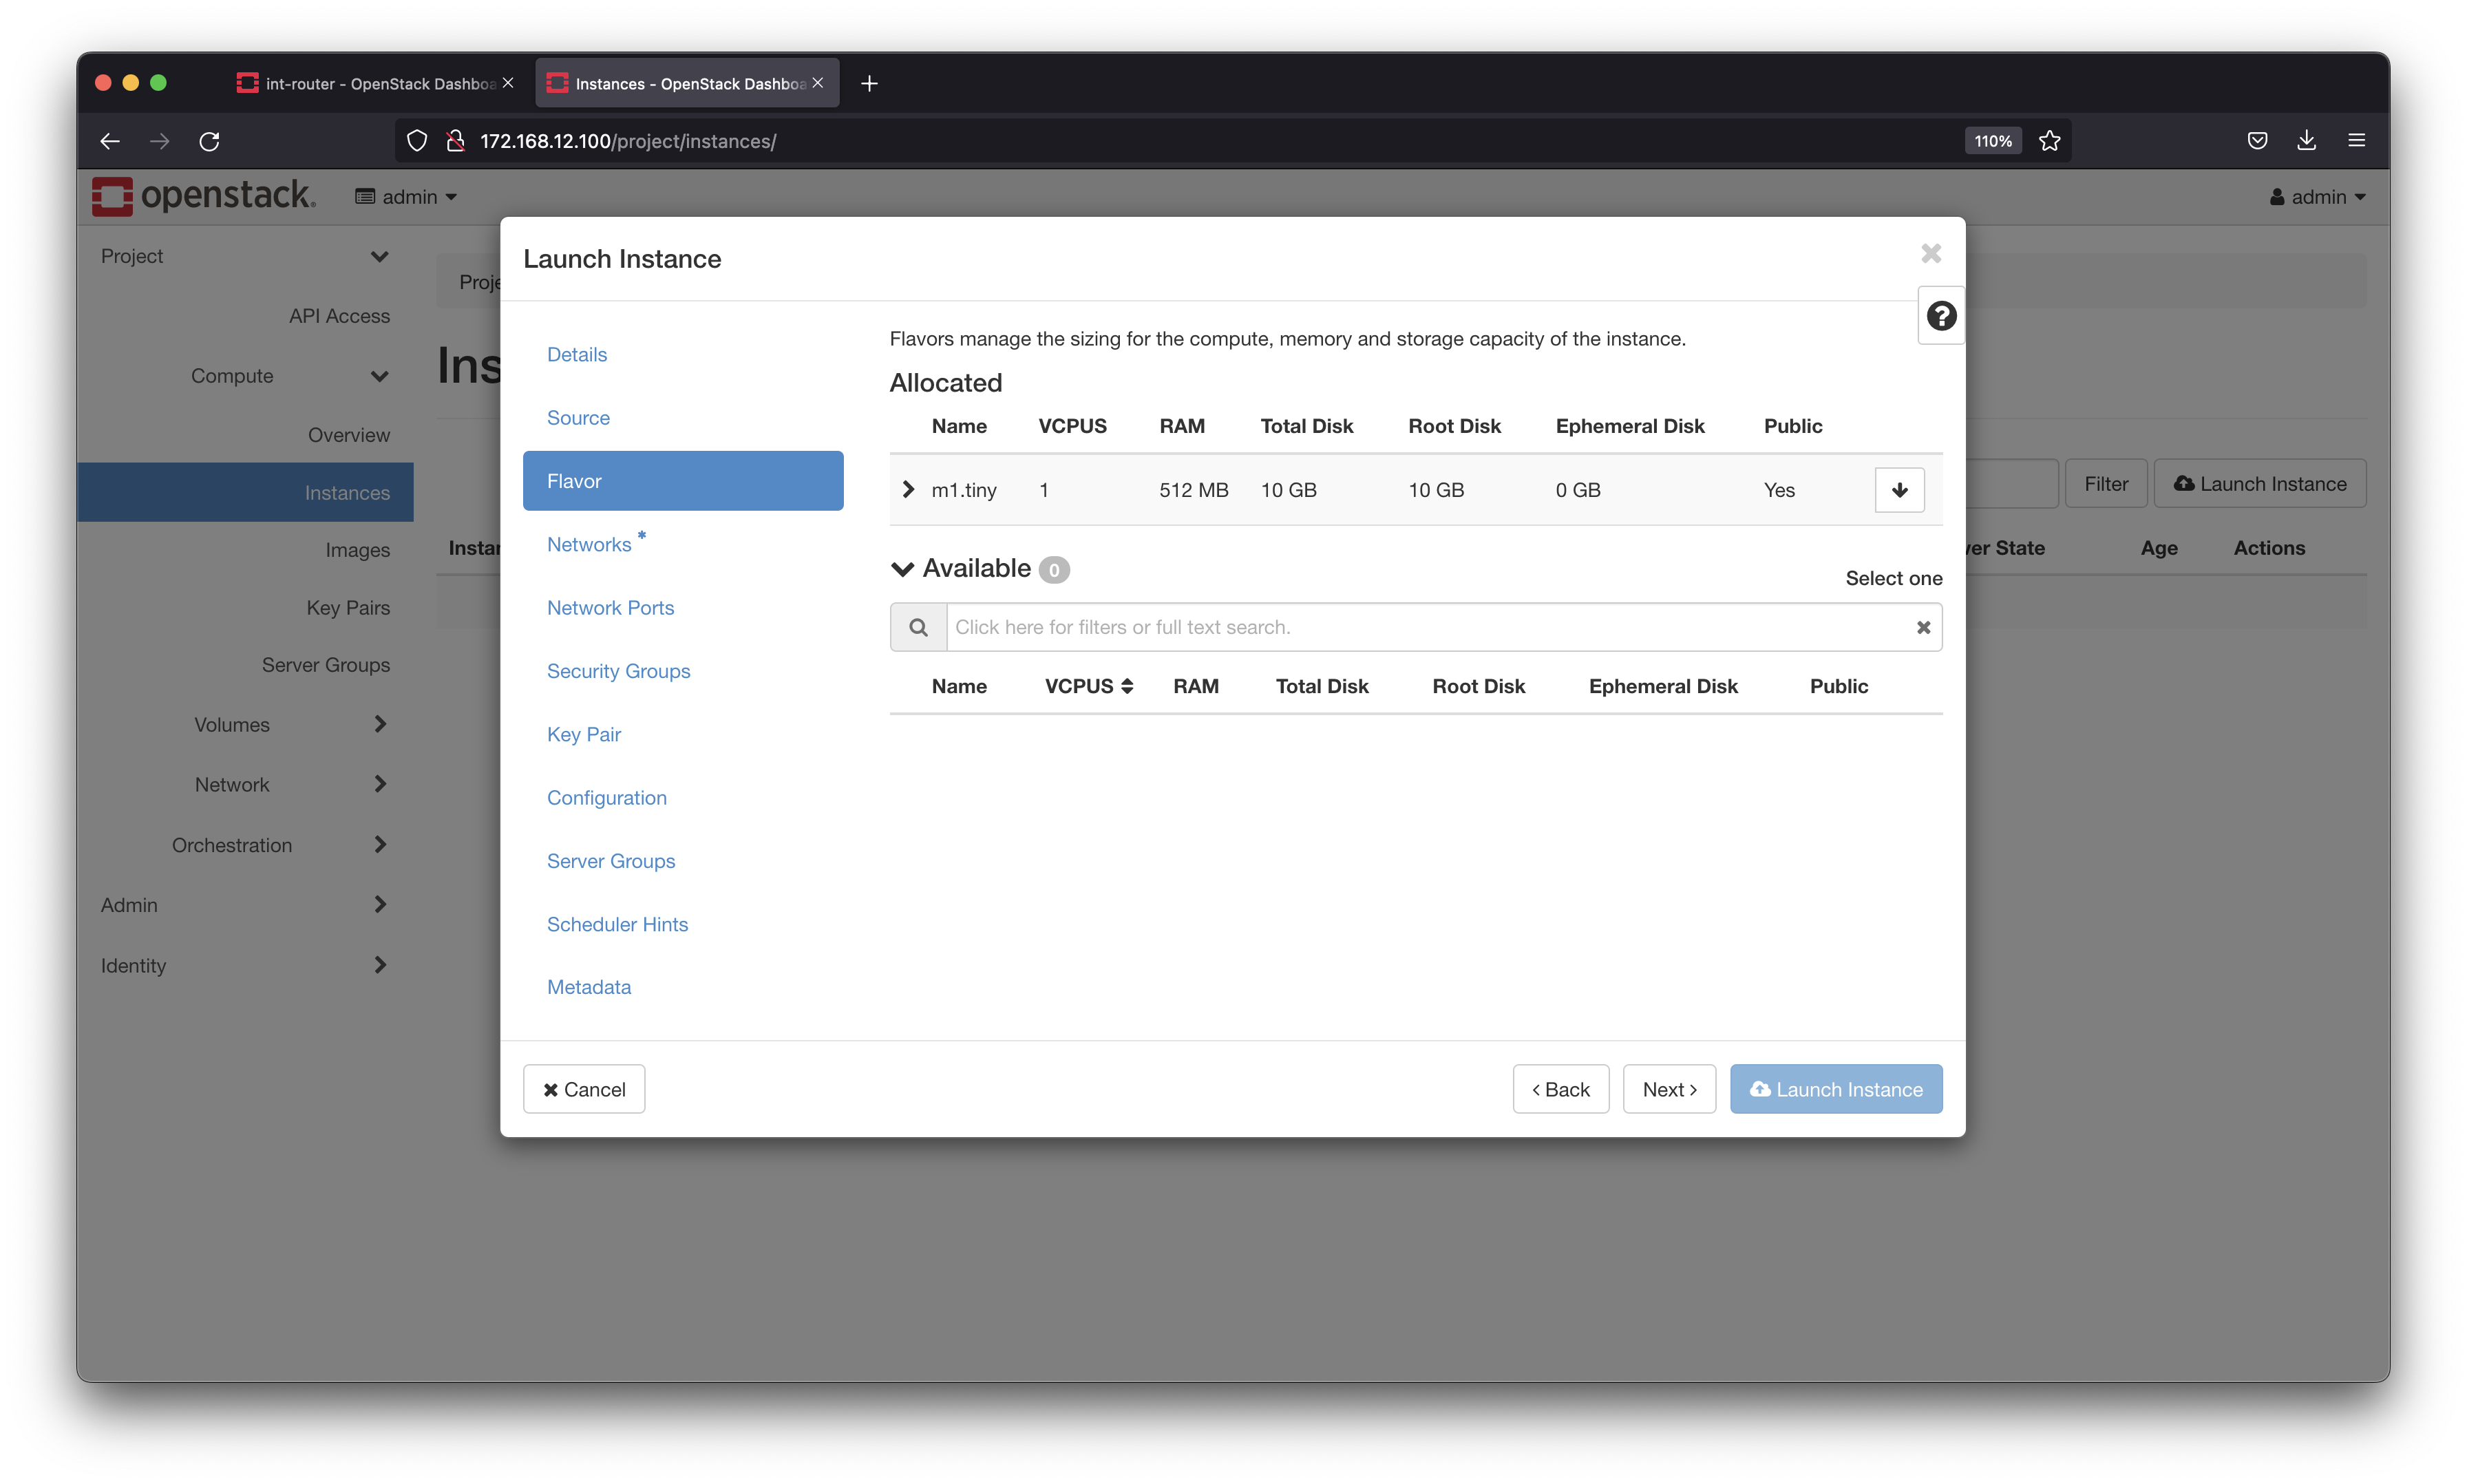 int-router - OpenStack Dashboa
Instances - OpenStack Dashboa
172.168.12.100/project/instances/
110%
openstack.
admin
admin
Project
API Access
Compute
Overview
Instances
Images
Key Pairs
Server Groups
Volumes
Network
Orchestration
Admin
Identity
Proje
Ins
Filter
Launch Instance
Instan
ver State
Age
Actions
Launch Instance
Details
Source
Flavor
Networks *
Network Ports
Security Groups
Key Pair
Configuration
Server Groups
Scheduler Hints
Metadata
Flavors manage the sizing for the compute, memory and storage capacity of the instance.
Allocated
Name VCPUS RAM Total Disk Root Disk Ephemeral Disk Public
m1.tiny 1 512 MB 10 GB 10 GB 0 GB Yes
Available 0
Select one
Click here for filters or full text search.
Name VCPUS RAM Total Disk Root Disk Ephemeral Disk Public
Cancel
Back
Next
Launch Instance